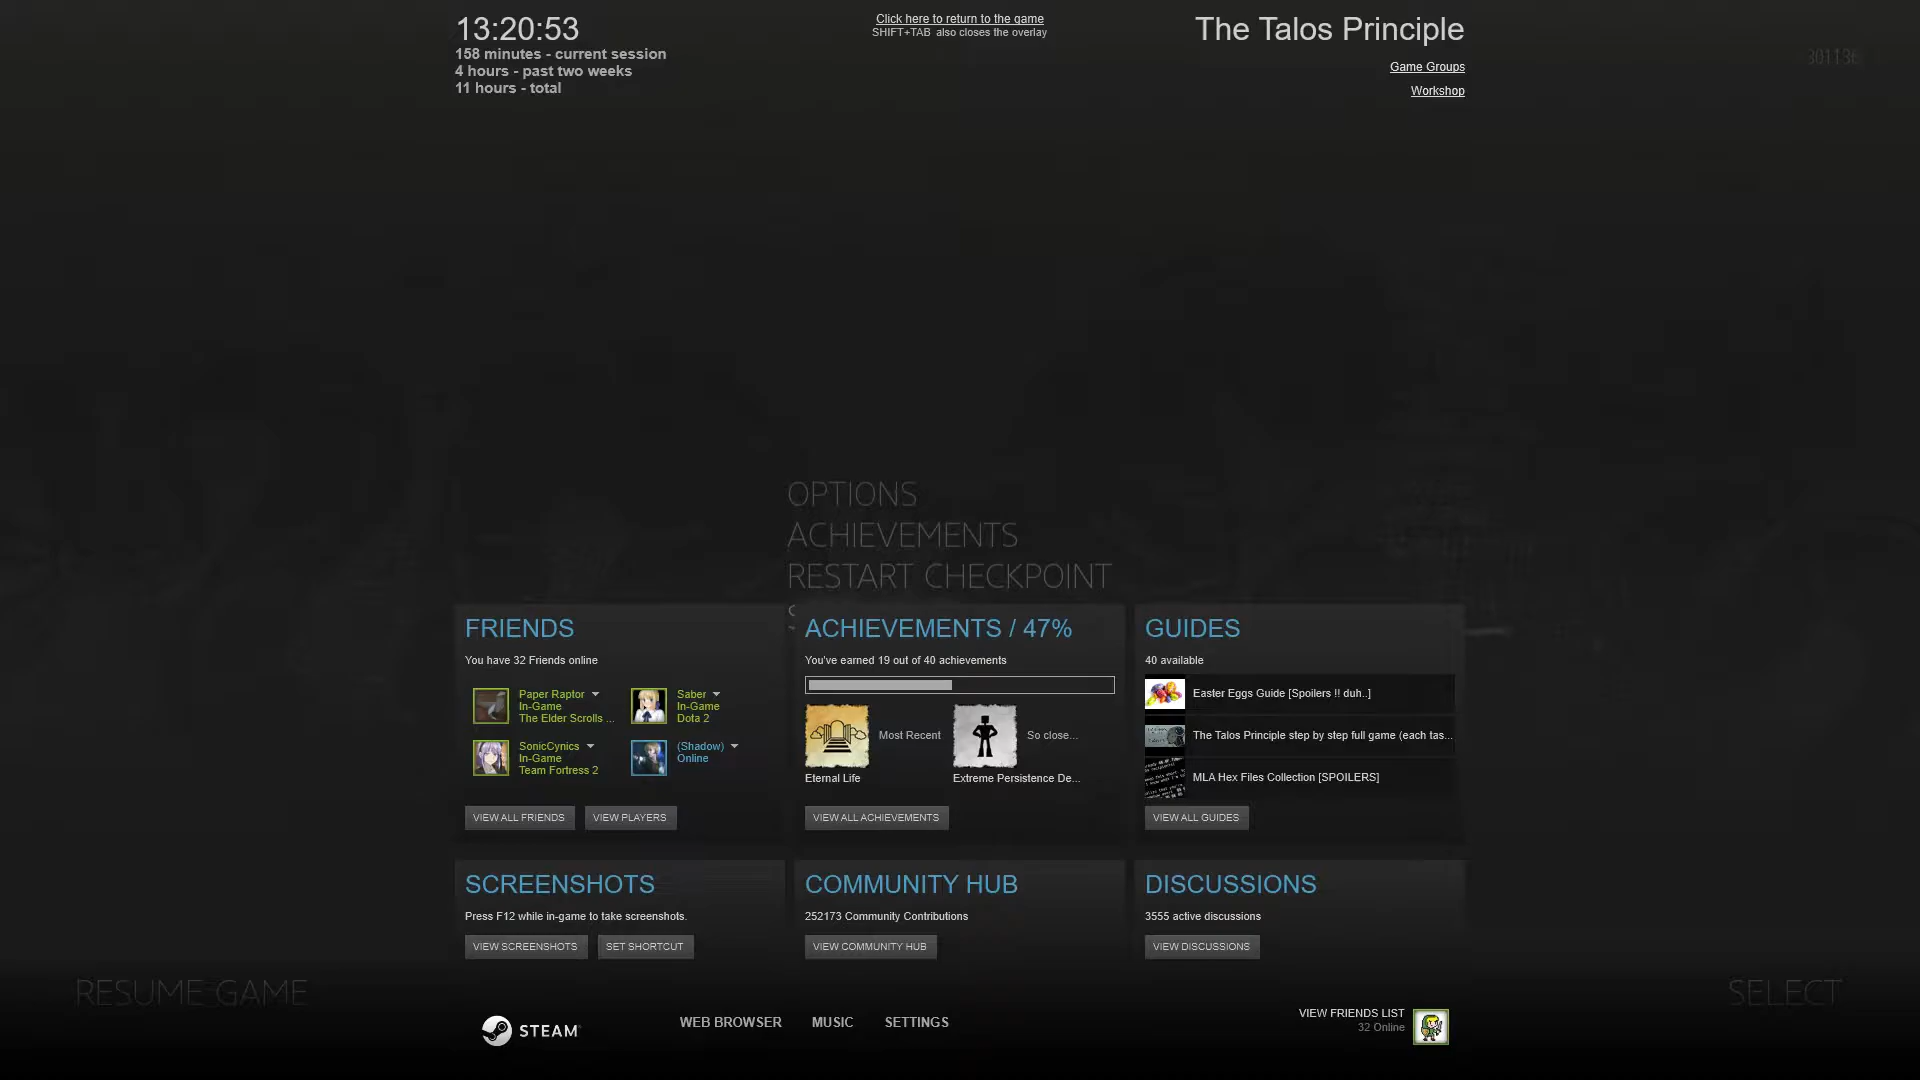 13:20:53
158 minutes - current session
4 hours - past two weeks
11 hours - total
Click here to return to the game
SHIFT+TAB also closes the overlay
The Talos Principle
Game Groups
Workshop
301136
OPTIONS
ACHIEVEMENTS
RESTART CHECKPOINT
FRIENDS
You have 32 Friends online
Paper Raptor
In-Game
The Elder Scrolls ...
Saber
In-Game
Dota 2
SonicCynics
In-Game
Team Fortress 2
(Shadow)
Online
VIEW ALL FRIENDS
VIEW PLAYERS
ACHIEVEMENTS / 47%
You've earned 19 out of 40 achievements
Most Recent
Eternal Life
So close...
Extreme Persistence De...
VIEW ALL ACHIEVEMENTS
GUIDES
40 available
Easter Eggs Guide [Spoilers !! duh..]
The Talos Principle step by step full game (each tas...
MLA Hex Files Collection [SPOILERS]
VIEW ALL GUIDES
SCREENSHOTS
Press F12 while in-game to take screenshots.
VIEW SCREENSHOTS
SET SHORTCUT
COMMUNITY HUB
252173 Community Contributions
VIEW COMMUNITY HUB
DISCUSSIONS
3555 active discussions
VIEW DISCUSSIONS
RESUME GAME
SELECT
STEAM
WEB BROWSER
MUSIC
SETTINGS
VIEW FRIENDS LIST
32 Online